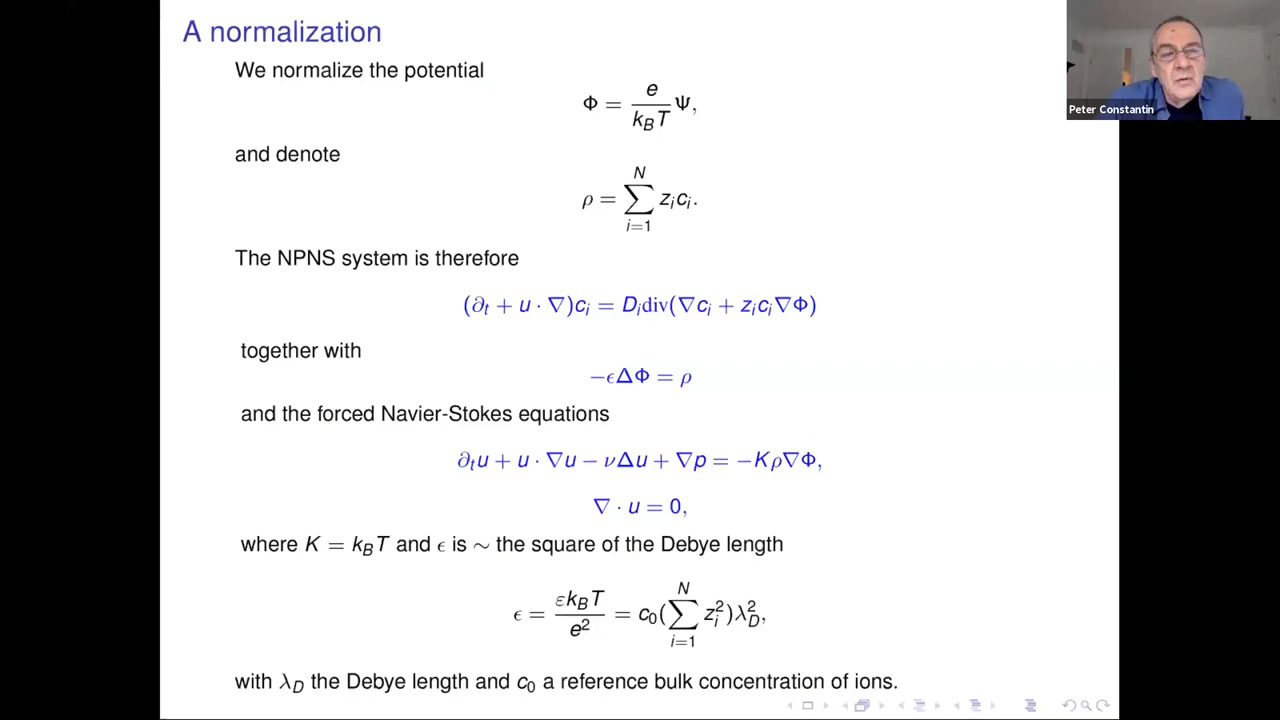 A normalization
We normalize the potential
Φ = e/(k_B T) Ψ,
and denote
ρ = ∑_{i=1}^{N} z_i c_i.
The NPNS system is therefore
(∂_t + u · ∇)c_i = D_i div(∇c_i + z_i c_i ∇Φ)
together with
−ϵΔΦ = ρ
and the forced Navier-Stokes equations
∂_t u + u · ∇u − νΔu + ∇p = −Kρ∇Φ,
∇ · u = 0,
where K = k_B T and ϵ is ∼ the square of the Debye length
ϵ = εk_B T/e² = c_0(∑_{i=1}^{N} z_i²)λ_D²,
with λ_D the Debye length and c_0 a reference bulk concentration of ions.
Peter Constantin